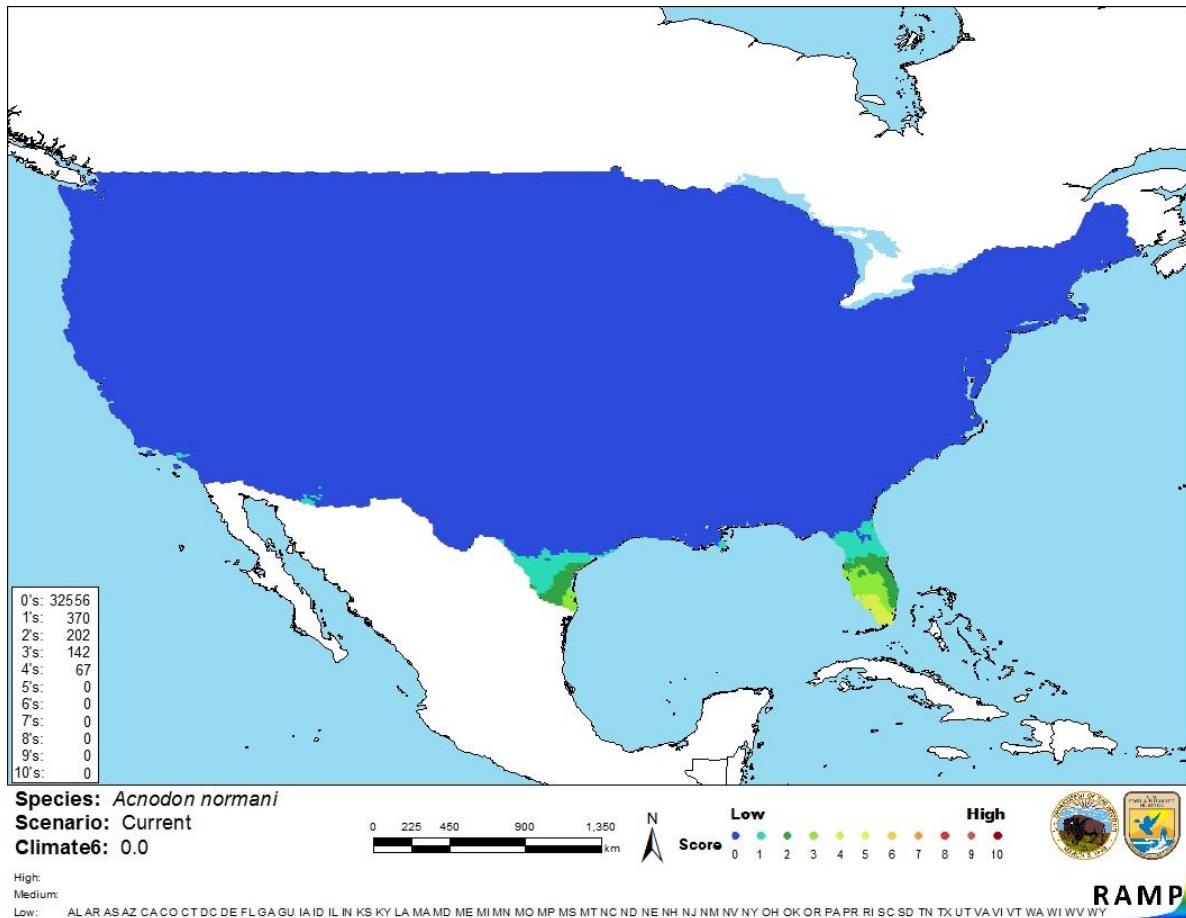 0's: 32556
1's: 370
2's: 202
3's: 142
4's: 67
5's: 0
6's: 0
7's: 0
8's: 0
9's: 0
10's: 0
Species: Acnodon normani
Scenario: Current
Climate6: 0.0
0 225 450 900 1,350
km
N
Low High
Score 0 1 2 3 4 5 6 7 8 9 10
High:
Medium:
Low: AL AR AS AZ CA CO CT DC DE FL GA GU IA ID IL IN KS KY LA MA MD ME MI MN MO MP MS MT NC ND NE NH NJ NM NV NY OH OK OR PA PR RI SC SD TN TX UT VA VI VT WA WI WV WY
RAMP